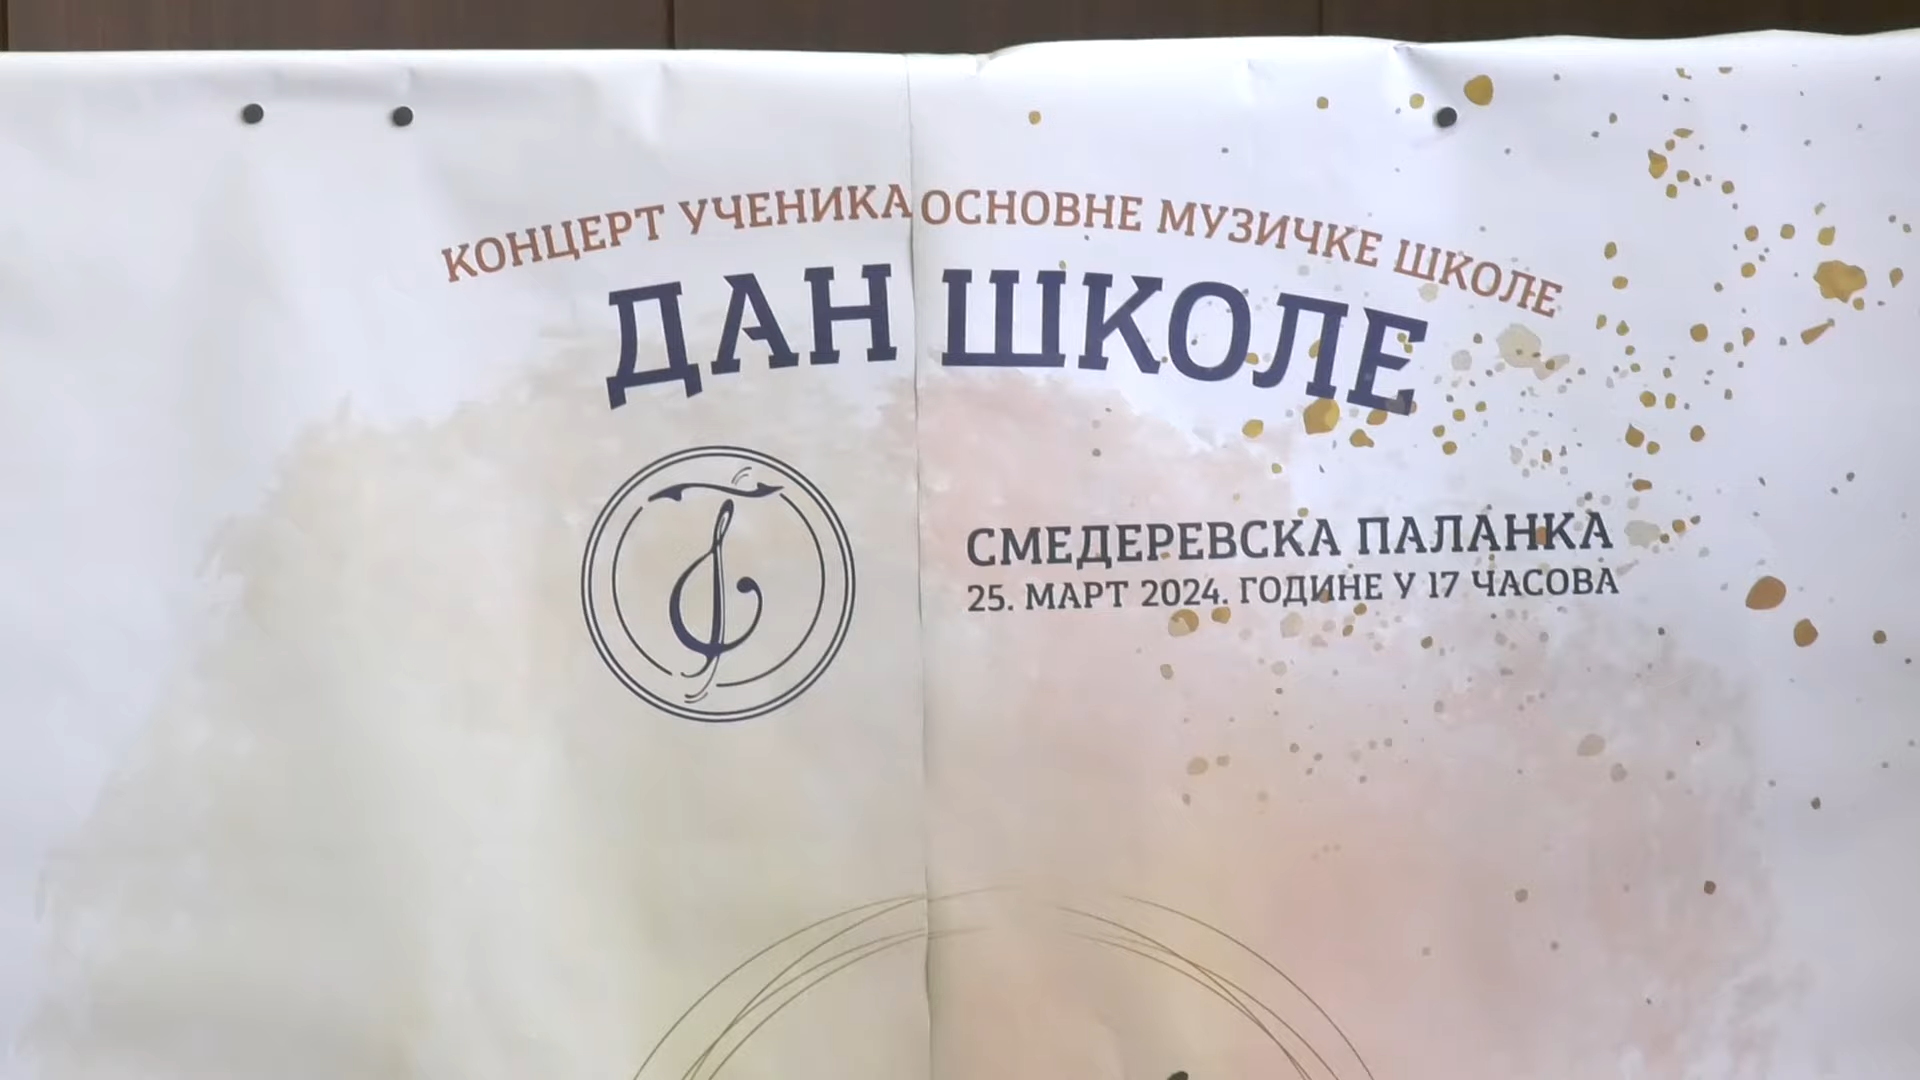 КОНЦЕРТ УЧЕНИКА ОСНОВНЕ МУЗИЧКЕ ШКОЛЕ
ДАН ШКОЛЕ
СМЕДЕРЕВСКА ПАЛАНКА
25. МАРТ 2024. ГОДИНЕ У 17 ЧАСОВА